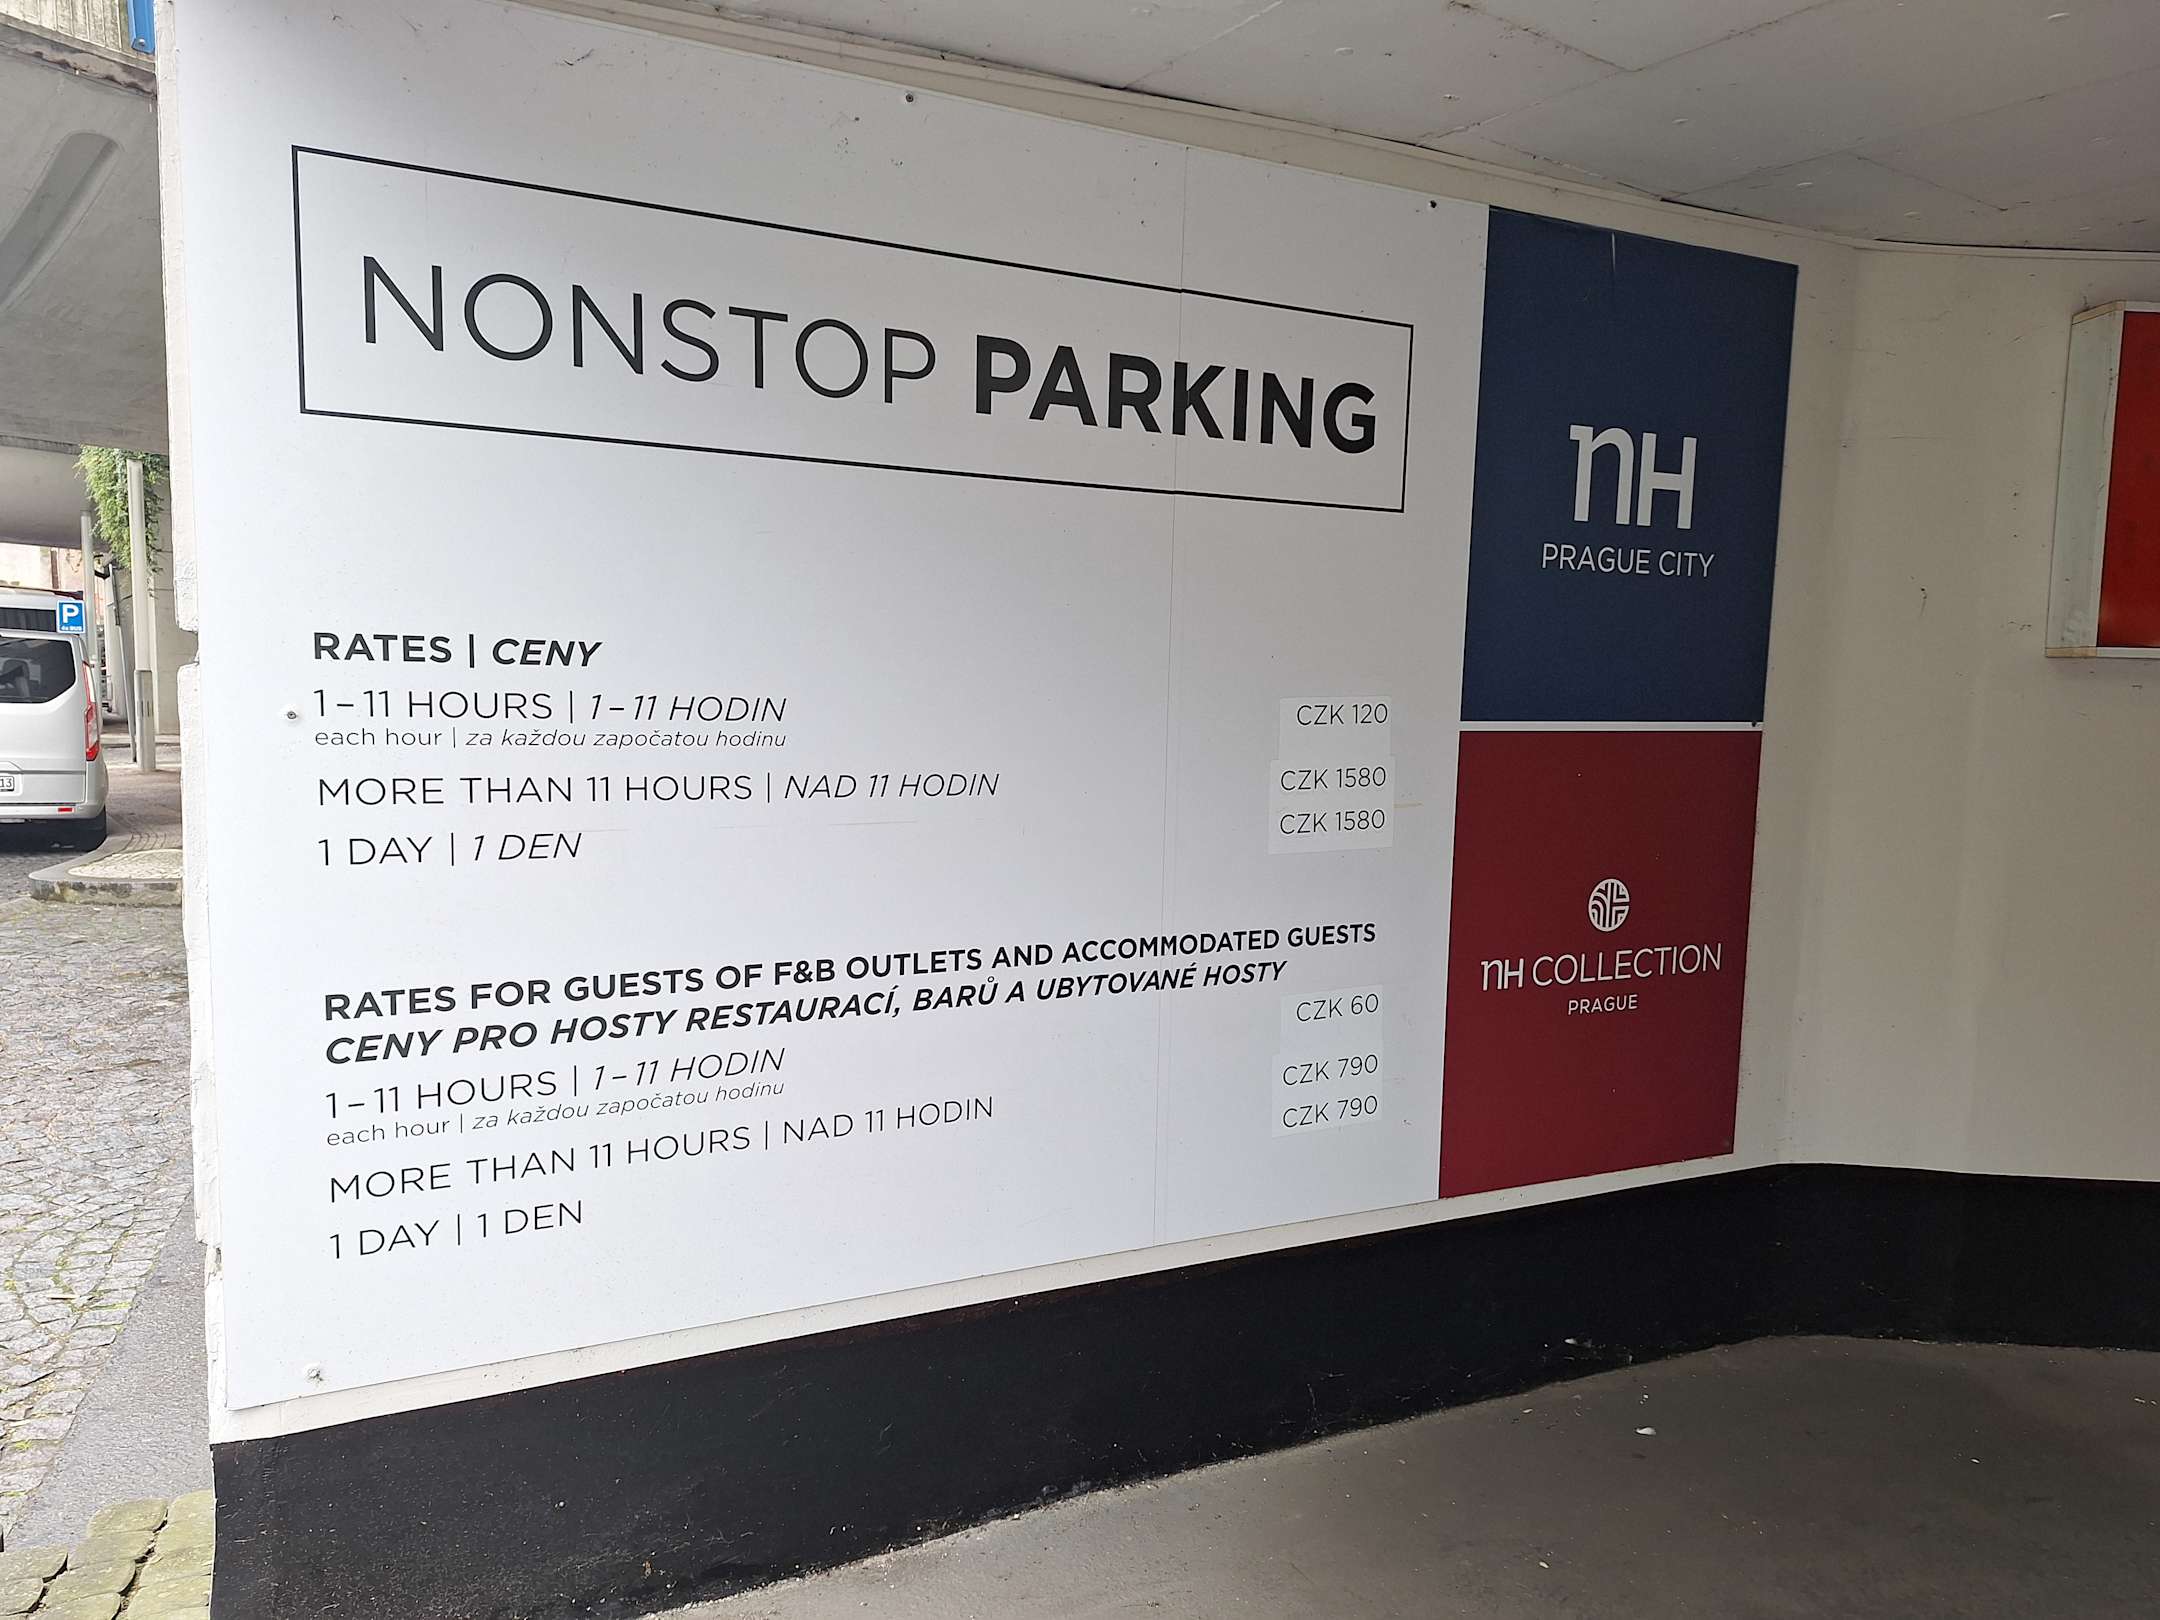 NONSTOP PARKING
RATES | CENY
1 – 11 HOURS | 1 – 11 HODIN CZK 120
each hour | za každou započatou hodinu
MORE THAN 11 HOURS | NAD 11 HODIN CZK 1580
1 DAY | 1 DEN CZK 1580
RATES FOR GUESTS OF F&B OUTLETS AND ACCOMMODATED GUESTS
CENY PRO HOSTY RESTAURACÍ, BARŮ A UBYTOVANÉ HOSTY
1 – 11 HOURS | 1 – 11 HODIN CZK 60
each hour | za každou započatou hodinu
MORE THAN 11 HOURS | NAD 11 HODIN CZK 790
1 DAY | 1 DEN CZK 790
nH
PRAGUE CITY
nH COLLECTION
PRAGUE
P
13